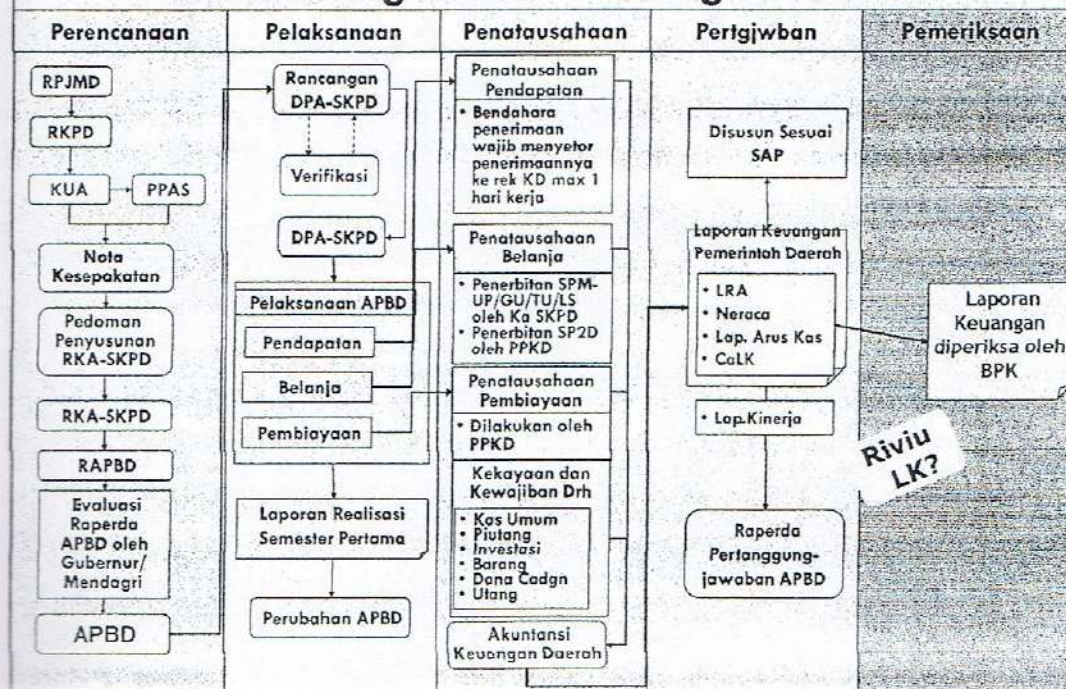 Perencanaan
RPJMD
RKPD
KUA
PPAS
Nota
Kesepakatan
Pedoman
Penyusunan
RKA-SKPD
RKA-SKPD
RAPBD
Evaluasi
Raperda
APBD oleh
Gubernur/
Mendagri
APBD
Pelaksanaan
Rancangan
DPA-SKPD
Verifikasi
DPA-SKPD
Pelaksanaan APBD
Pendapatan
Belanja
Pembiayaan
Laporan Realisasi
Semester Pertama
Perubahan APBD
Penatausahaan
Penatausahaan
Pendapatan
• Bendahara
penerimaan
wajib menyetor
penerimaannya
ke rek KD max 1
hari kerja
Penatausahaan
Belanja
• Penerbitan SPM-
UP/GU/TU/LS
oleh Ka SKPD
• Penerbitan SP2D
oleh PPKD
Penatausahaan
Pembiayaan
• Dilakukan oleh
PPKD
Kekayaan dan
Kewajiban Drh
• Kas Umum
• Piutang
• Investasi
• Barang
• Dana Cadgn
• Utang
Akuntansi
Keuangan Daerah
Pertgjwban
Disusun Sesuai
SAP
Laporan Keuangan
Pemerintah Daerah
• LRA
• Neraca
• Lap. Arus Kas
• CaLK
• Lap.Kinerja
Raperda
Pertanggung-
jawaban APBD
Pemeriksaan
Laporan
Keuangan
diperiksa oleh
BPK
Riviu
LK?